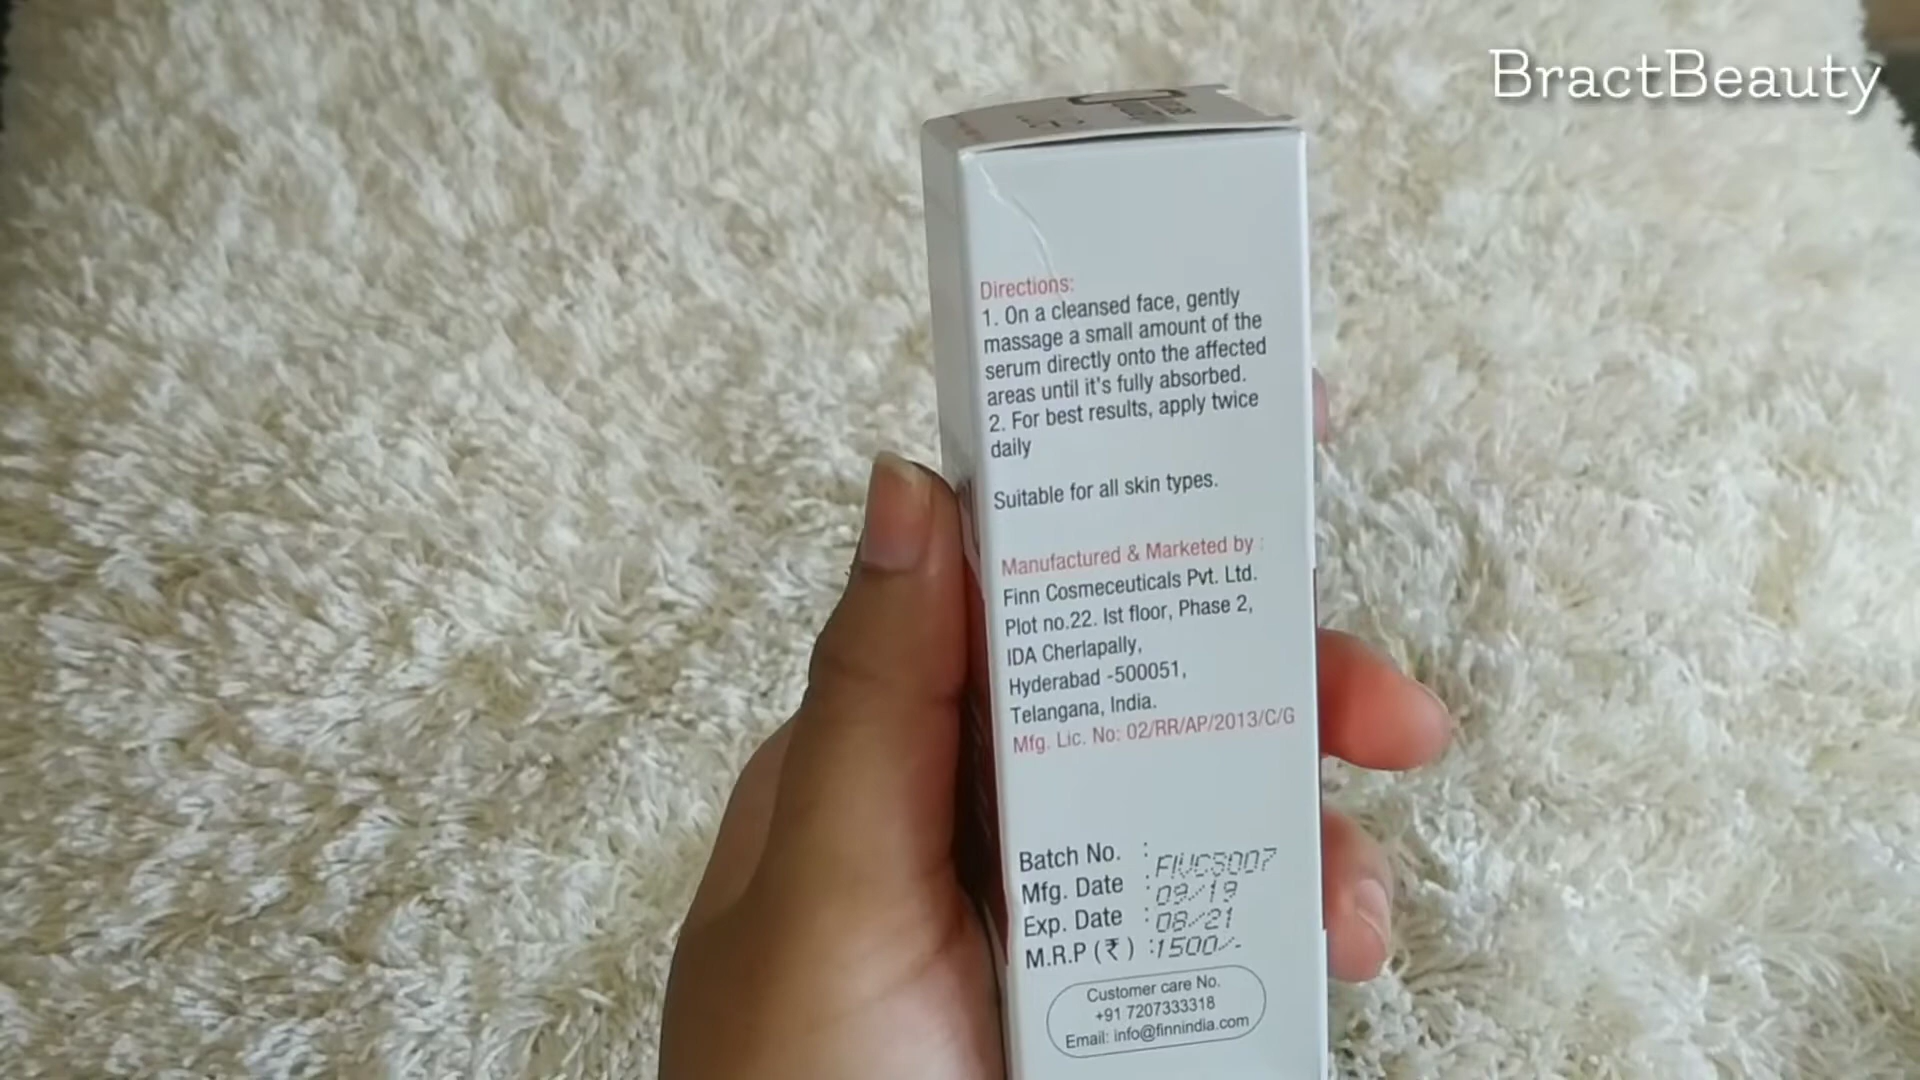 BractBeauty
Directions:
1. On a cleansed face, gently
massage a small amount of the
serum directly onto the affected
areas until it's fully absorbed.
2. For best results, apply twice
daily
Suitable for all skin types.
Manufactured & Marketed by :
Finn Cosmeceuticals Pvt. Ltd.
Plot no.22. Ist floor, Phase 2,
IDA Cherlapally,
Hyderabad -500051,
Telangana, India.
Mfg. Lic. No: 02/RR/AP/2013/C/G
Batch No. : FIVCS007
Mfg. Date : 09/19
Exp. Date : 08/21
M.R.P (₹) :1500/-
Customer care No.
+91 7207333318
Email: info@finnindia.com